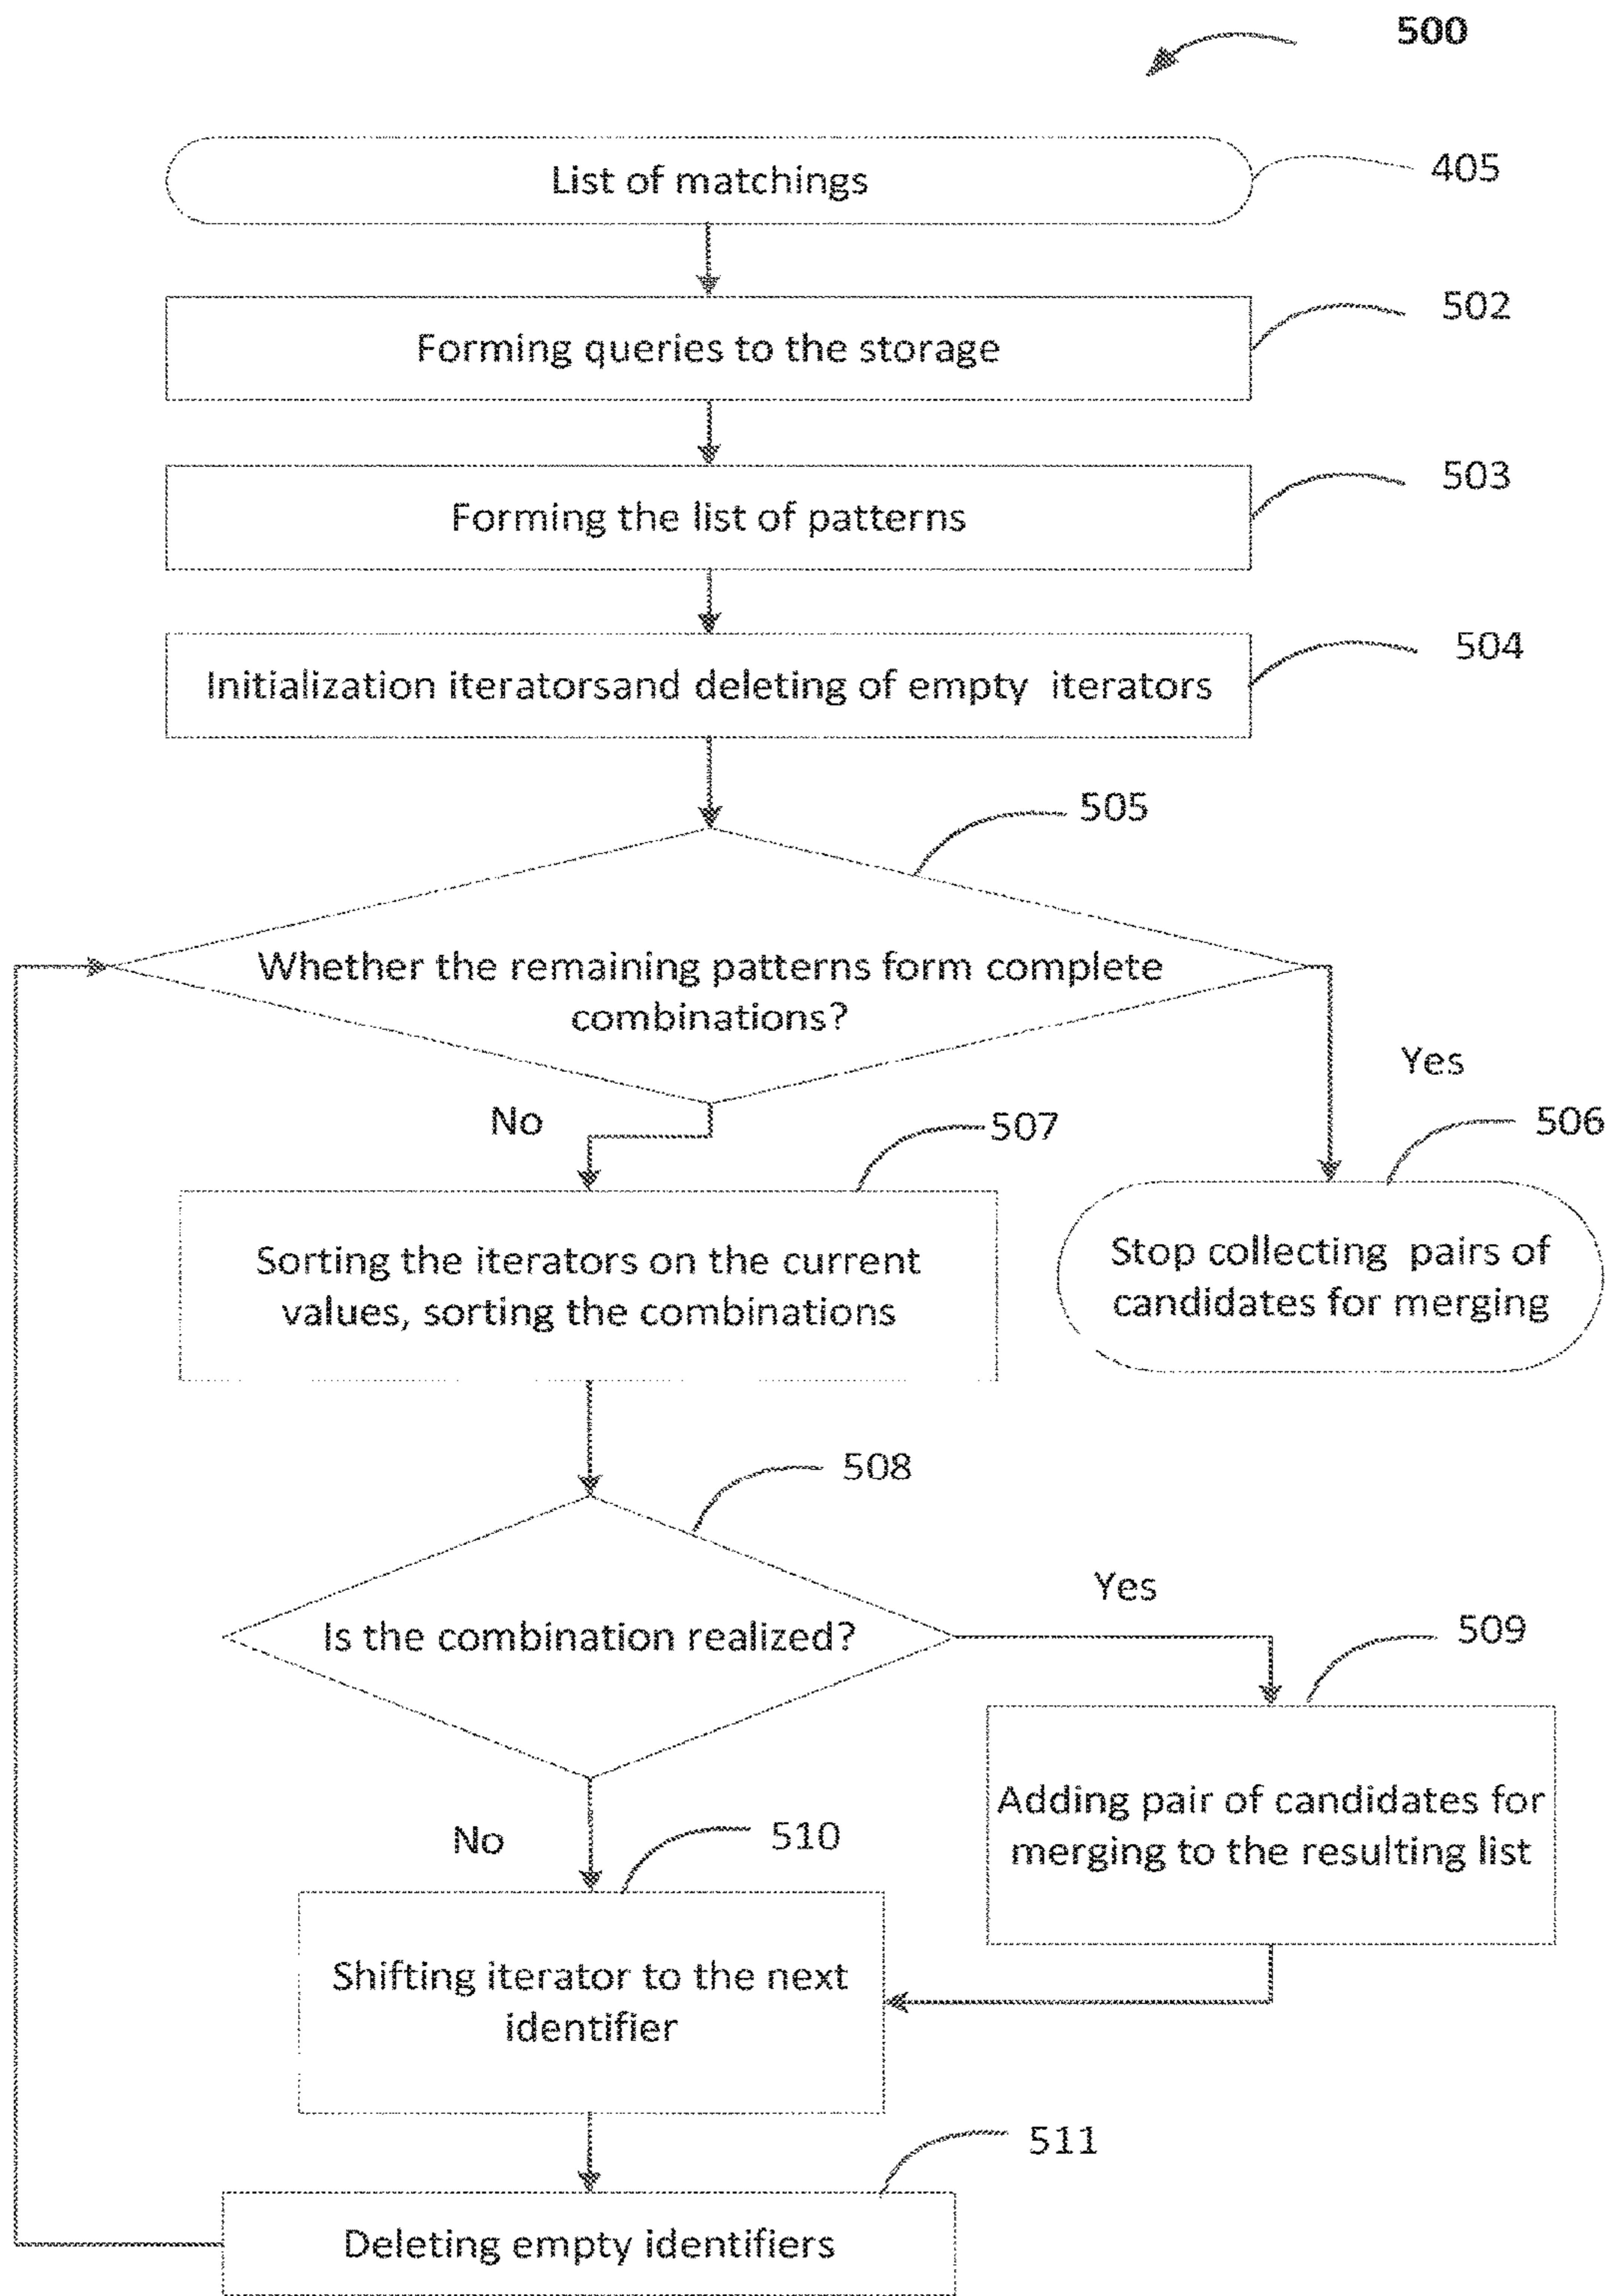 500
List of matchings
405
502
Forming queries to the storage
503
Forming the list of patterns
504
Initialization iteratorsand deleting of empty iterators
505
Whether the remaining patterns form complete
combinations?
Yes
No
507
506
Sorting the iterators on the current
values, sorting the combinations
Stop collecting pairs of
candidates for merging
508
Is the combination realized?
Yes
509
Adding pair of candidates for
merging to the resulting list
No
510
Shifting iterator to the next
identifier
511
Deleting empty identifiers